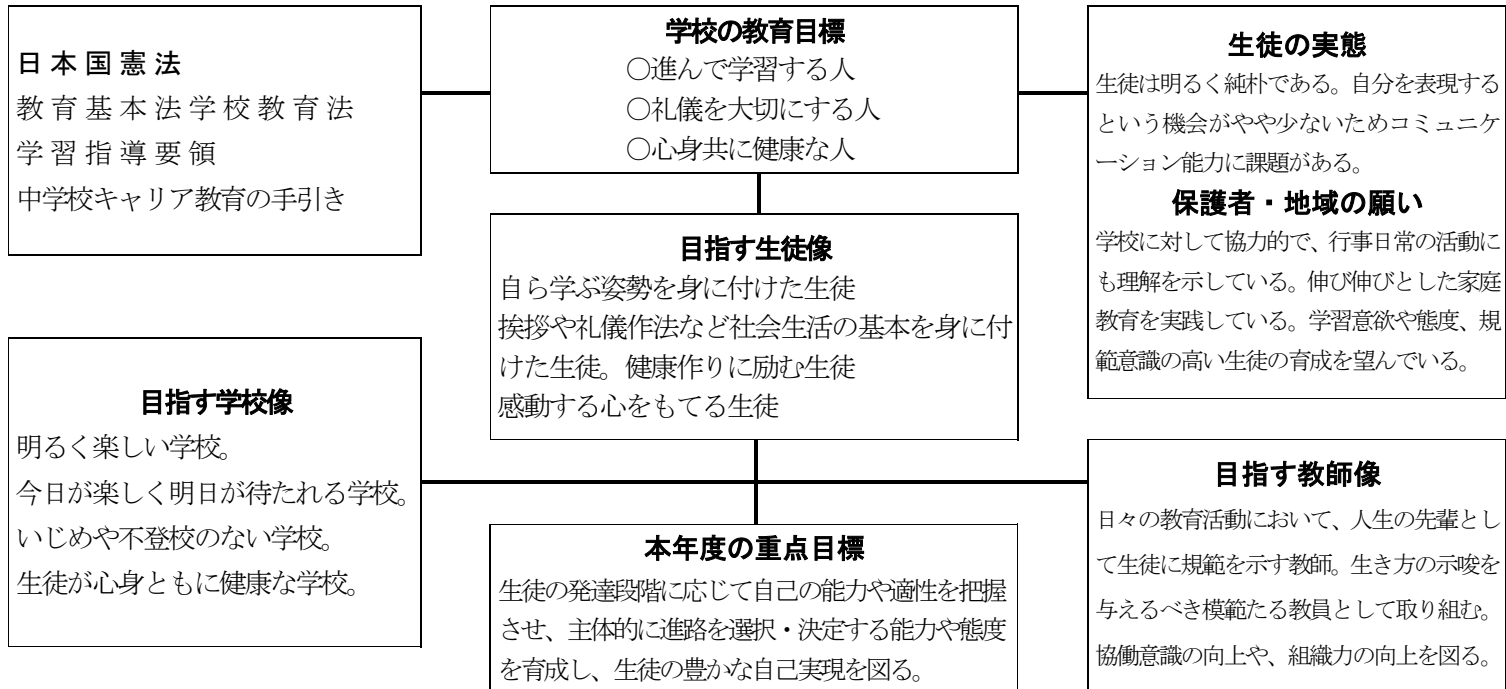 日本国憲法
教育基本法学校教育法
学習指導要領
中学校キャリア教育の手引き
学校の教育目標
○進んで学習する人
○礼儀を大切にする人
○心身共に健康な人
生徒の実態
生徒は明るく純朴である。自分を表現する
という機会がやや少ないためコミュニケ
ーション能力に課題がある。
保護者・地域の願い
学校に対して協力的で、行事日常の活動に
も理解を示している。伸び伸びとした家庭
教育を実践している。学習意欲や態度、規
範意識の高い生徒の育成を望んでいる。
目指す生徒像
自ら学ぶ姿勢を身に付けた生徒
挨拶や礼儀作法など社会生活の基本を身に付
けた生徒。健康作りに励む生徒
感動する心をもてる生徒
目指す学校像
明るく楽しい学校。
今日が楽しく明日が待たれる学校。
いじめや不登校のない学校。
生徒が心身ともに健康な学校。
本年度の重点目標
生徒の発達段階に応じて自己の能力や適性を把握
させ、主体的に進路を選択・決定する能力や態度
を育成し、生徒の豊かな自己実現を図る。
目指す教師像
日々の教育活動において、人生の先輩とし
て生徒に規範を示す教師。生き方の示唆を
与えるべき模範たる教員として取り組む。
協働意識の向上や、組織力の向上を図る。